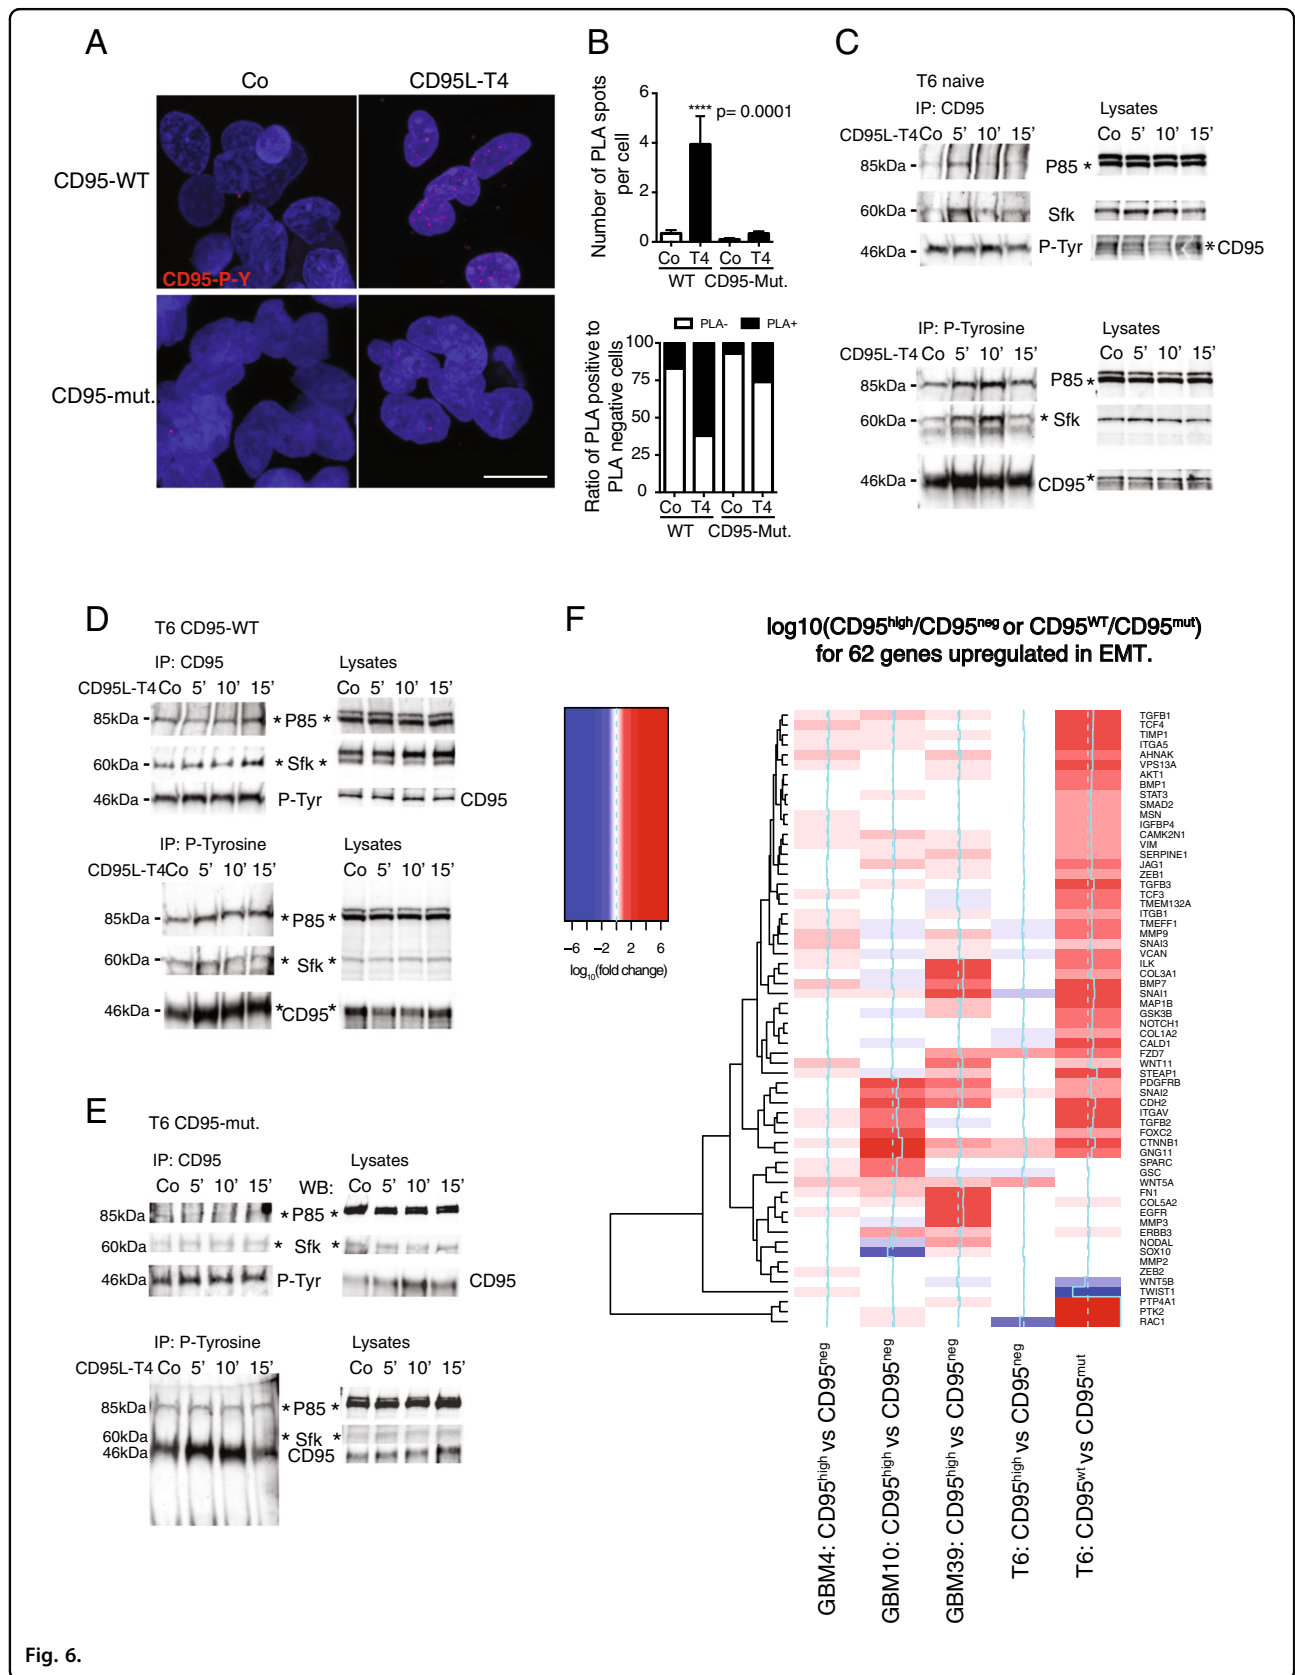 A
Co
CD95L-T4
CD95-WT
CD95-P-Y
CD95-mut.
B
Number of PLA spots
per cell
6
4
2
0
****
p= 0.0001
Co T4 Co T4
WT CD95-Mut.
PLA- PLA+
Ratio of PLA positive to
PLA negative cells
100
75
50
25
0
Co T4 Co T4
WT CD95-Mut.
C
T6 naive
IP: CD95
Lysates
CD95L-T4 Co 5' 10' 15'
Co 5' 10' 15'
85kDa
P85 *
60kDa
Sfk
46kDa
P-Tyr
*CD95
IP: P-Tyrosine
Lysates
CD95L-T4 Co 5' 10' 15'
Co 5' 10' 15'
85kDa
P85 *
60kDa
* Sfk
46kDa
CD95*
D
T6 CD95-WT
IP: CD95
Lysates
CD95L-T4 Co 5' 10' 15'
Co 5' 10' 15'
85kDa
* P85 *
60kDa
* Sfk *
46kDa
P-Tyr
CD95
IP: P-Tyrosine
Lysates
CD95L-T4 Co 5' 10' 15'
Co 5' 10' 15'
85kDa
* P85 *
60kDa
* Sfk *
46kDa
*CD95*
E
T6 CD95-mut.
IP: CD95
Lysates
Co 5' 10' 15'
WB: Co 5' 10' 15'
85kDa
* P85 *
60kDa
* Sfk *
46kDa
P-Tyr
CD95
IP: P-Tyrosine
Lysates
CD95L-T4 Co 5' 10' 15'
Co 5' 10' 15'
85kDa
* P85 *
60kDa
* Sfk *
46kDa
CD95
F
log10(CD95high/CD95neg or CD95WT/CD95mut)
for 62 genes upregulated in EMT.
−6 −2 2 6
log10(fold change)
TGFB1
TCF4
TIMP1
ITGA5
AHNAK
VPS13A
AKT1
BMP1
STAT3
SMAD2
MSN
IGFBP4
CAMK2N1
VIM
SERPINE1
JAG1
ZEB1
TGFB3
TCF3
TMEM132A
ITGB1
TMEFF1
MMP9
SNAI3
VCAN
ILK
COL3A1
BMP7
SNAI1
MAP1B
GSK3B
NOTCH1
COL1A2
CALD1
FZD7
WNT11
STEAP1
PDGFRB
SNAI2
CDH2
ITGAV
TGFB2
FOXC2
CTNNB1
GNG11
SPARC
GSC
WNT5A
FN1
COL5A2
EGFR
MMP3
ERBB3
NODAL
SOX10
MMP2
ZEB2
WNT5B
TWIST1
PTP4A1
PTK2
RAC1
GBM4: CD95high vs CD95neg
GBM10: CD95high vs CD95neg
GBM39: CD95high vs CD95neg
T6: CD95high vs CD95neg
T6: CD95wt vs CD95mut
Fig. 6.